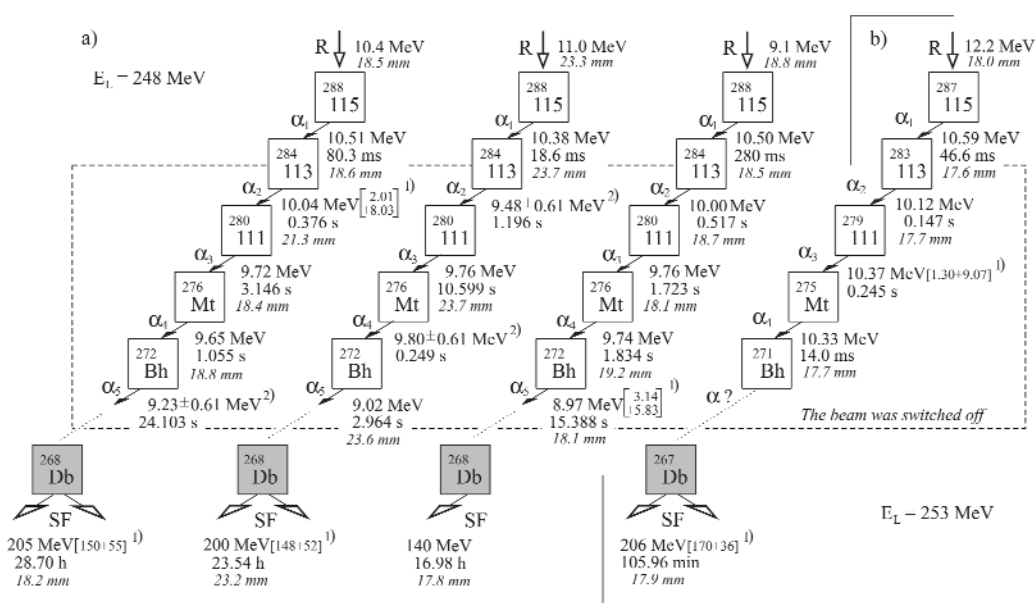 a)
E_L – 248 MeV
R
10.4 MeV
18.5 mm
288
115
α1
10.51 MeV
80.3 ms
18.6 mm
284
113
α2
10.04 MeV[2.01+8.03] 1)
0.376 s
21.3 mm
280
111
α3
9.72 MeV
3.146 s
18.4 mm
276
Mt
α4
9.65 MeV
1.055 s
18.8 mm
272
Bh
α5
9.23±0.61 MeV 2)
24.103 s
268
Db
SF
205 MeV[150+55] 1)
28.70 h
18.2 mm
R
11.0 MeV
23.3 mm
288
115
α1
10.38 MeV
18.6 ms
23.7 mm
284
113
α2
9.48±0.61 MeV 2)
1.196 s
280
111
α3
9.76 MeV
10.599 s
23.7 mm
276
Mt
α4
9.80±0.61 MeV 2)
0.249 s
272
Bh
α5
9.02 MeV
2.964 s
23.6 mm
268
Db
SF
200 MeV[148+52] 1)
23.54 h
23.2 mm
R
9.1 MeV
18.8 mm
288
115
α1
10.50 MeV
280 ms
18.5 mm
284
113
α2
10.00 MeV
0.517 s
18.7 mm
280
111
α3
9.76 MeV
1.723 s
18.1 mm
276
Mt
α4
9.74 MeV
1.834 s
19.2 mm
272
Bh
α5
8.97 MeV[3.14+5.83] 1)
15.388 s
18.1 mm
268
Db
SF
140 MeV
16.98 h
17.8 mm
b)
R
12.2 MeV
18.0 mm
287
115
α1
10.59 MeV
46.6 ms
17.6 mm
283
113
α2
10.12 MeV
0.147 s
17.7 mm
279
111
α3
10.37 MeV[1.30+9.07] 1)
0.245 s
275
Mt
α4
10.33 MeV
14.0 ms
17.7 mm
271
Bh
α ?
The beam was switched off
267
Db
SF
206 MeV[170+36] 1)
105.96 min
17.9 mm
E_L – 253 MeV